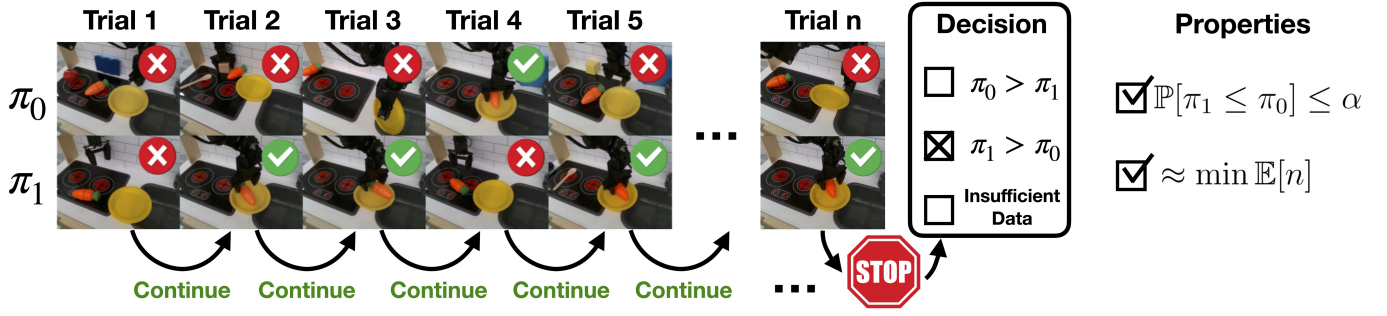 Trial 1 Trial 2 Trial 3 Trial 4 Trial 5 Trial n Decision Properties
π₀
π₁
... 
π₀ > π₁
π₁ > π₀
Insufficient
Data
ℙ[π₁ ≤ π₀] ≤ α
≈ min 𝔼[n]
Continue Continue Continue Continue Continue ... STOP